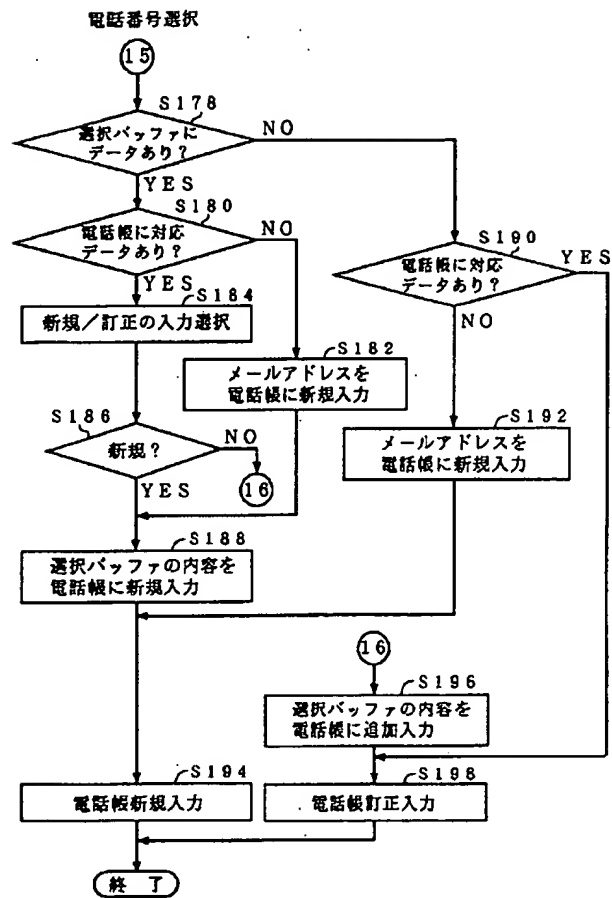 電話番号選択
15
S178
選択バッファに
データあり?
NO
YES
S180
電話帳に対応
データあり?
NO
YES
S190
電話帳に対応
データあり?
YES
NO
S184
新規/訂正の入力選択
S182
メールアドレスを
電話帳に新規入力
S186
新規?
NO
16
YES
S192
メールアドレスを
電話帳に新規入力
S188
選択バッファの内容を
電話帳に新規入力
16
S196
選択バッファの内容を
電話帳に追加入力
S194
電話帳新規入力
S198
電話帳訂正入力
終了